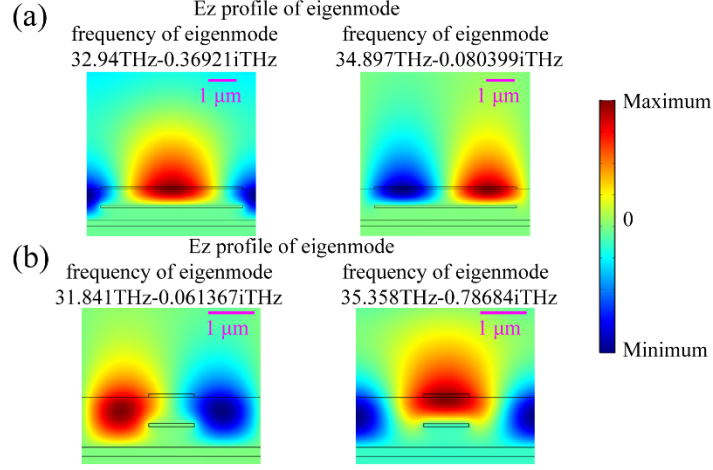 (a)
Ez profile of eigenmode
frequency of eigenmode
32.94THz-0.36921iTHz
frequency of eigenmode
34.897THz-0.080399iTHz
1 μm
1 μm
Maximum
0
Minimum
(b)
Ez profile of eigenmode
frequency of eigenmode
31.841THz-0.061367iTHz
frequency of eigenmode
35.358THz-0.78684iTHz
1 μm
1 μm